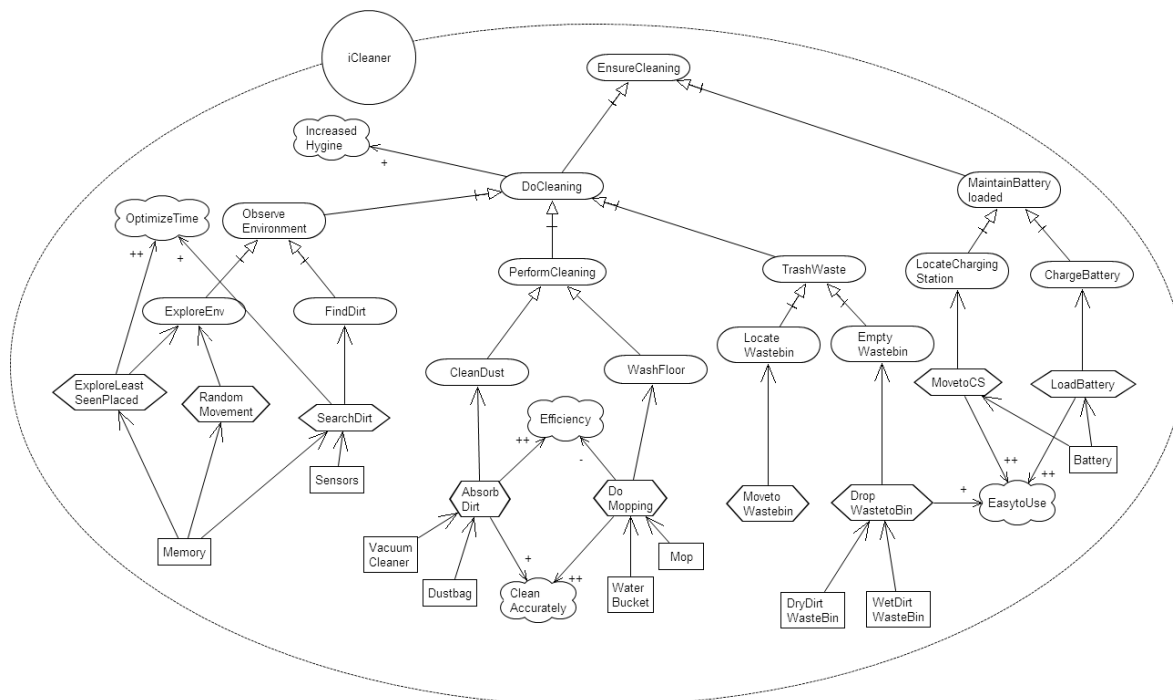 iCleaner
EnsureCleaning
Increased
Hygine
+
DoCleaning
MaintainBattery
loaded
OptimizeTime
Observe
Environment
++
+
PerformCleaning
TrashWaste
LocateCharging
Station
ChargeBattery
ExploreEnv
FindDirt
Locate
Wastebin
Empty
Wastebin
CleanDust
WashFloor
ExploreLeast
SeenPlaced
Random
Movement
SearchDirt
MovetoCS
LoadBattery
Efficiency
++
-
Sensors
Battery
++
++
Absorb
Dirt
Do
Mopping
Moveto
Wastebin
Drop
WastetoBin
+
EasytoUse
Memory
Vacuum
Cleaner
+
++
Mop
Dustbag
Clean
Accurately
Water
Bucket
DryDirt
WasteBin
WetDirt
WasteBin